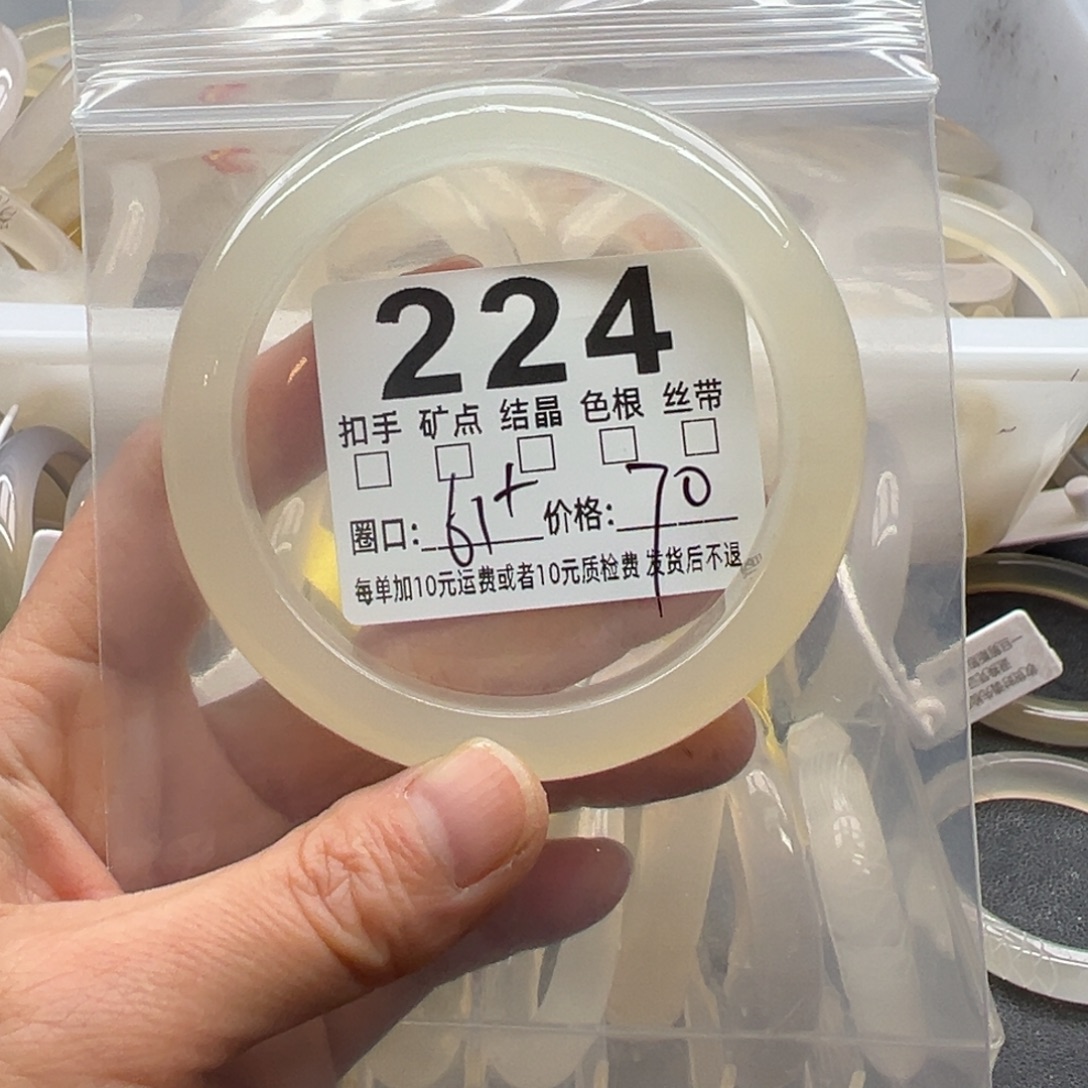 224
扣手 矿点 结晶 色根 丝带
圈口: 61+ 价格: 70
每单加10元运费或者10元质检费 发货后不退